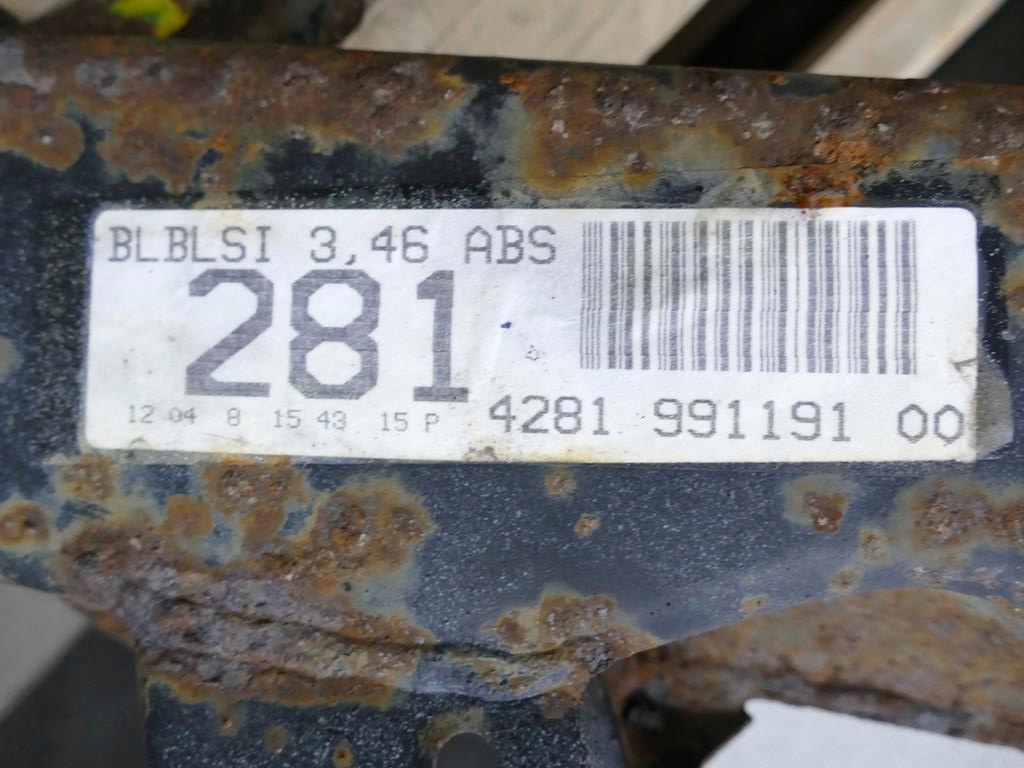 BLBLSI 3,46 ABS
281
12 04 8 15 43 15 P
4281 991191 00